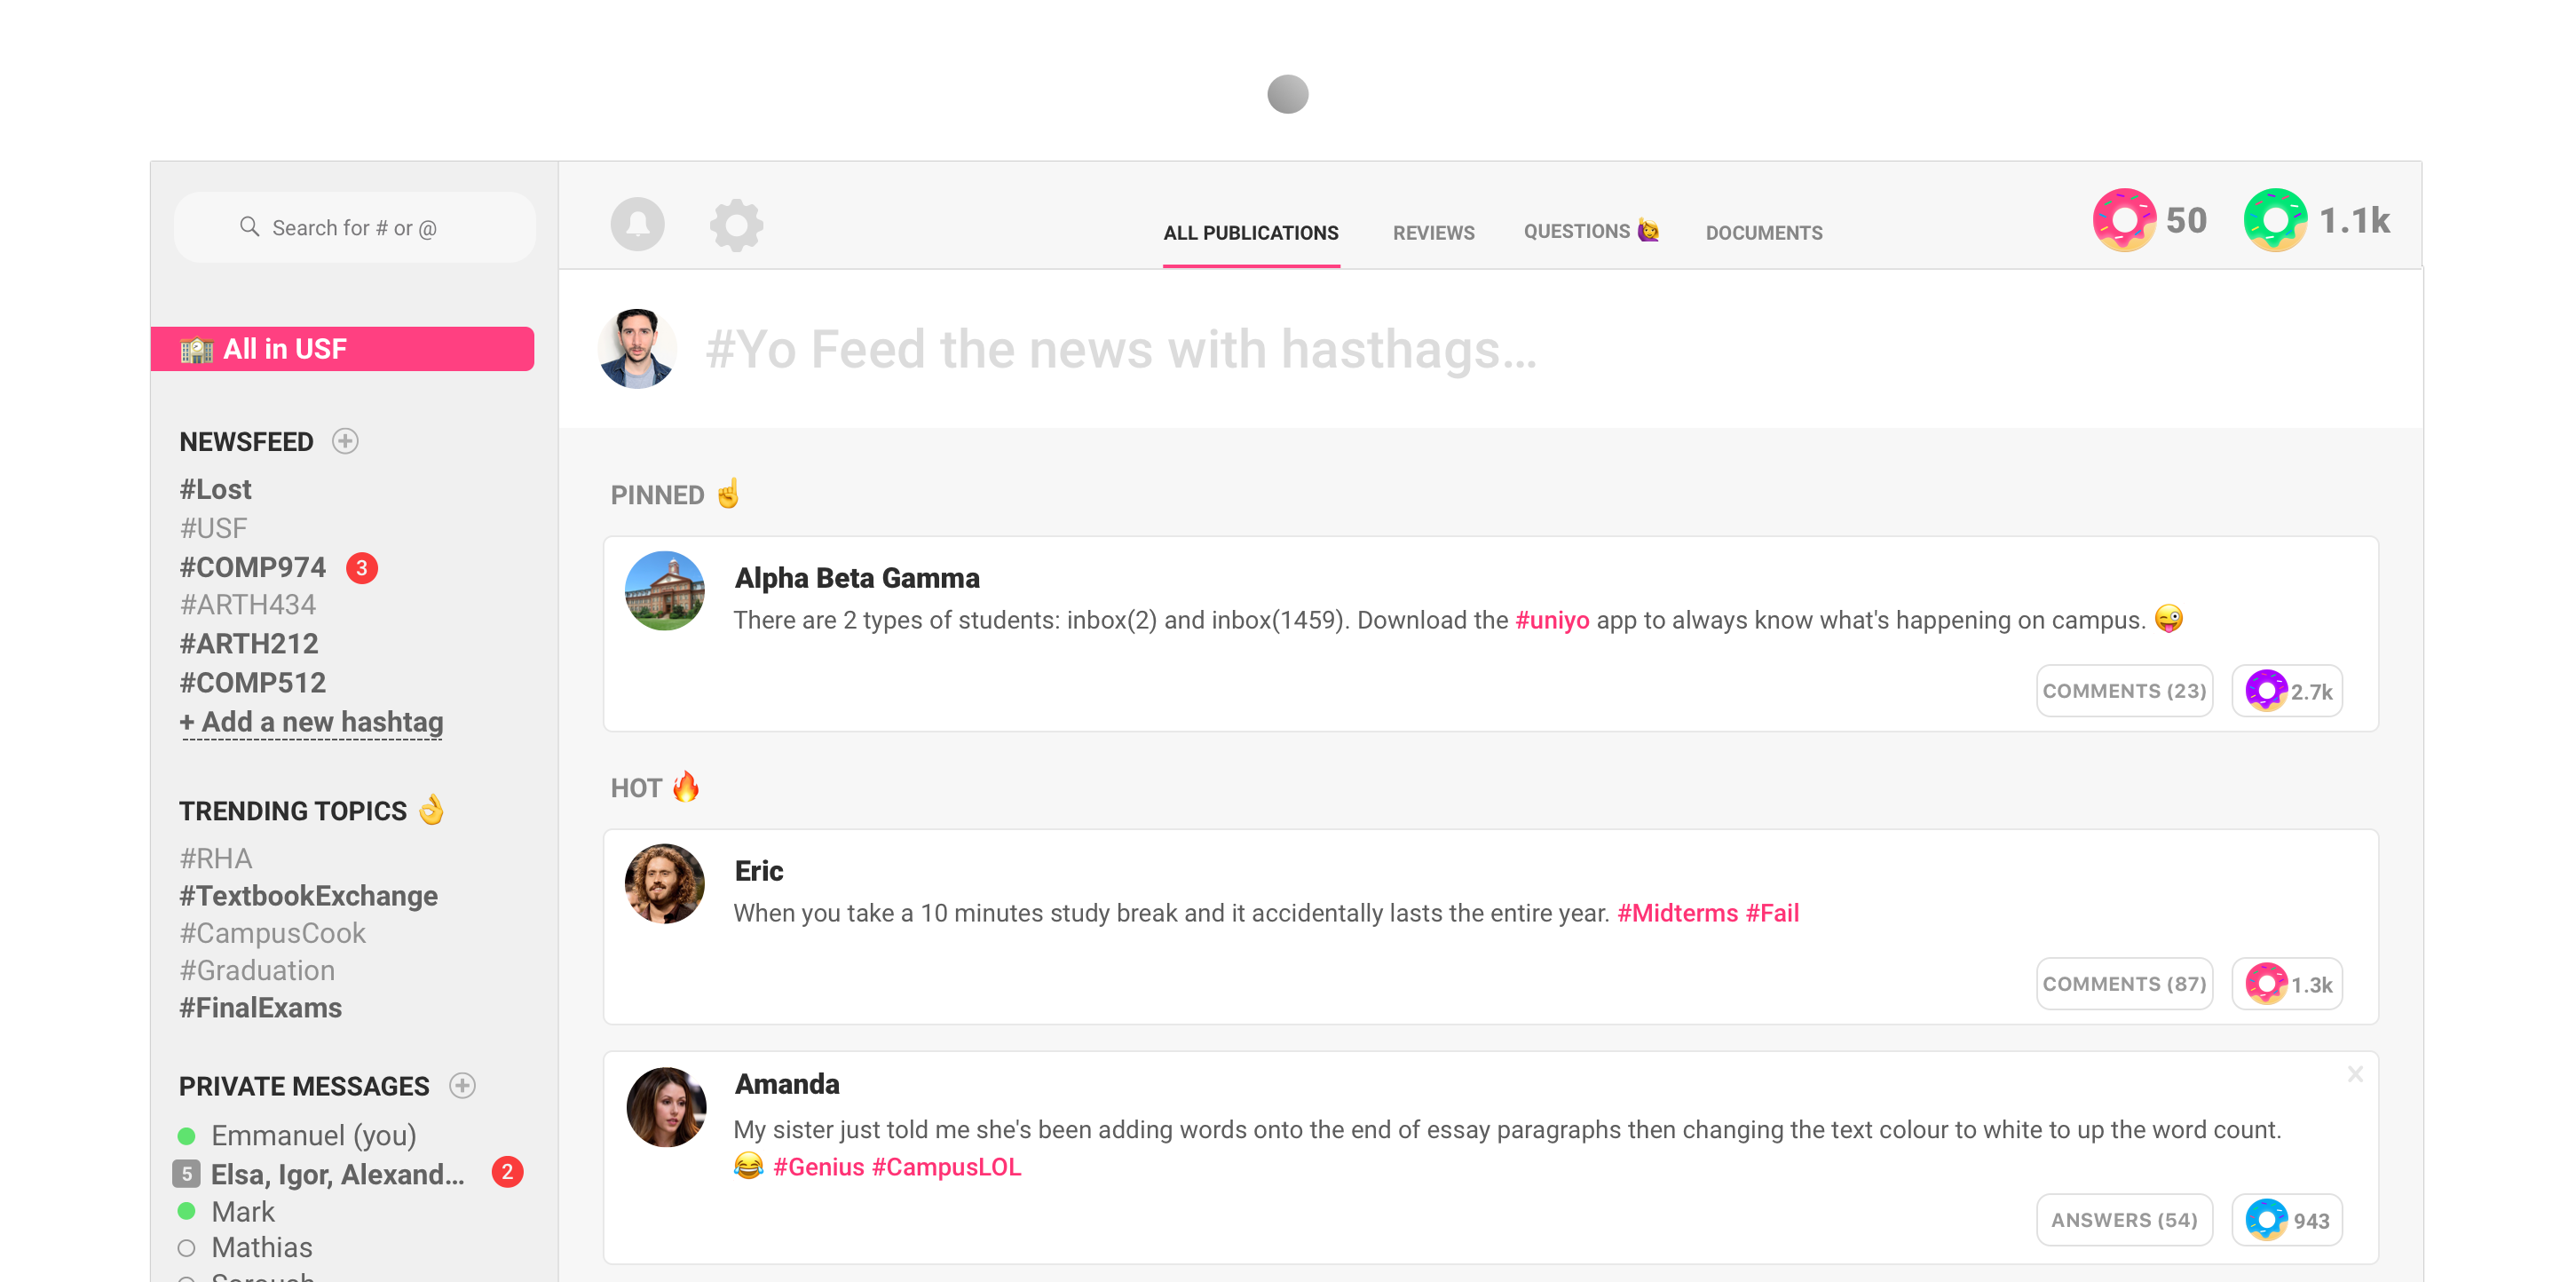 Search for # or @
All in USF
NEWSFEED
#Lost
#USF
#COMP974 3
#ARTH434
#ARTH212
#COMP512
+ Add a new hashtag
TRENDING TOPICS 👌
#RHA
#TextbookExchange
#CampusCook
#Graduation
#FinalExams
PRIVATE MESSAGES
Emmanuel (you)
5 Elsa, Igor, Alexand... 2
Mark
Mathias
ALL PUBLICATIONS
REVIEWS
QUESTIONS 🙋
DOCUMENTS
50
1.1k
#Yo Feed the news with hasthags...
PINNED ☝
Alpha Beta Gamma
There are 2 types of students: inbox(2) and inbox(1459). Download the #uniyo app to always know what's happening on campus. 😜
COMMENTS (23)
2.7k
HOT 🔥
Eric
When you take a 10 minutes study break and it accidentally lasts the entire year. #Midterms #Fail
COMMENTS (87)
1.3k
Amanda
My sister just told me she's been adding words onto the end of essay paragraphs then changing the text colour to white to up the word count.
😂 #Genius #CampusLOL
ANSWERS (54)
943